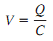 V = Q/C